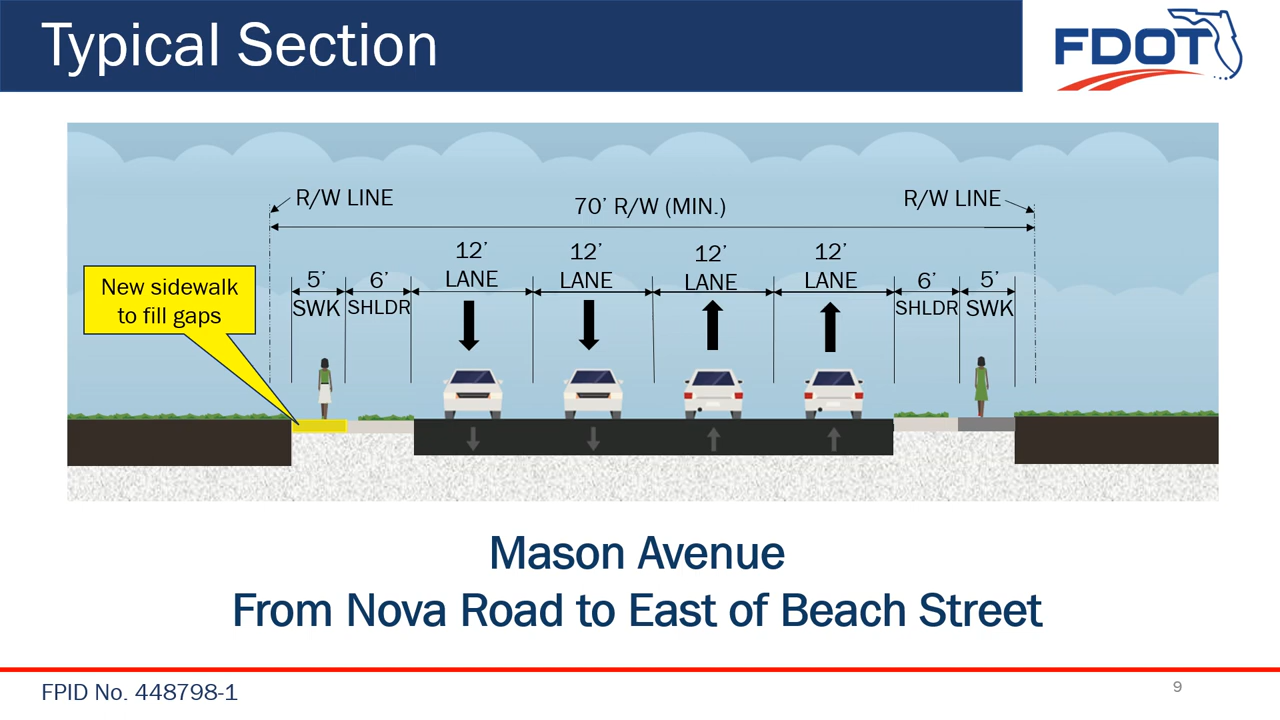 Typical Section
FDOT
R/W LINE
70’ R/W (MIN.)
R/W LINE
New sidewalk
to fill gaps
5’
SWK
6’
SHLDR
12’
LANE
12’
LANE
12’
LANE
12’
LANE
6’
SHLDR
5’
SWK
Mason Avenue
From Nova Road to East of Beach Street
FPID No. 448798-1
9